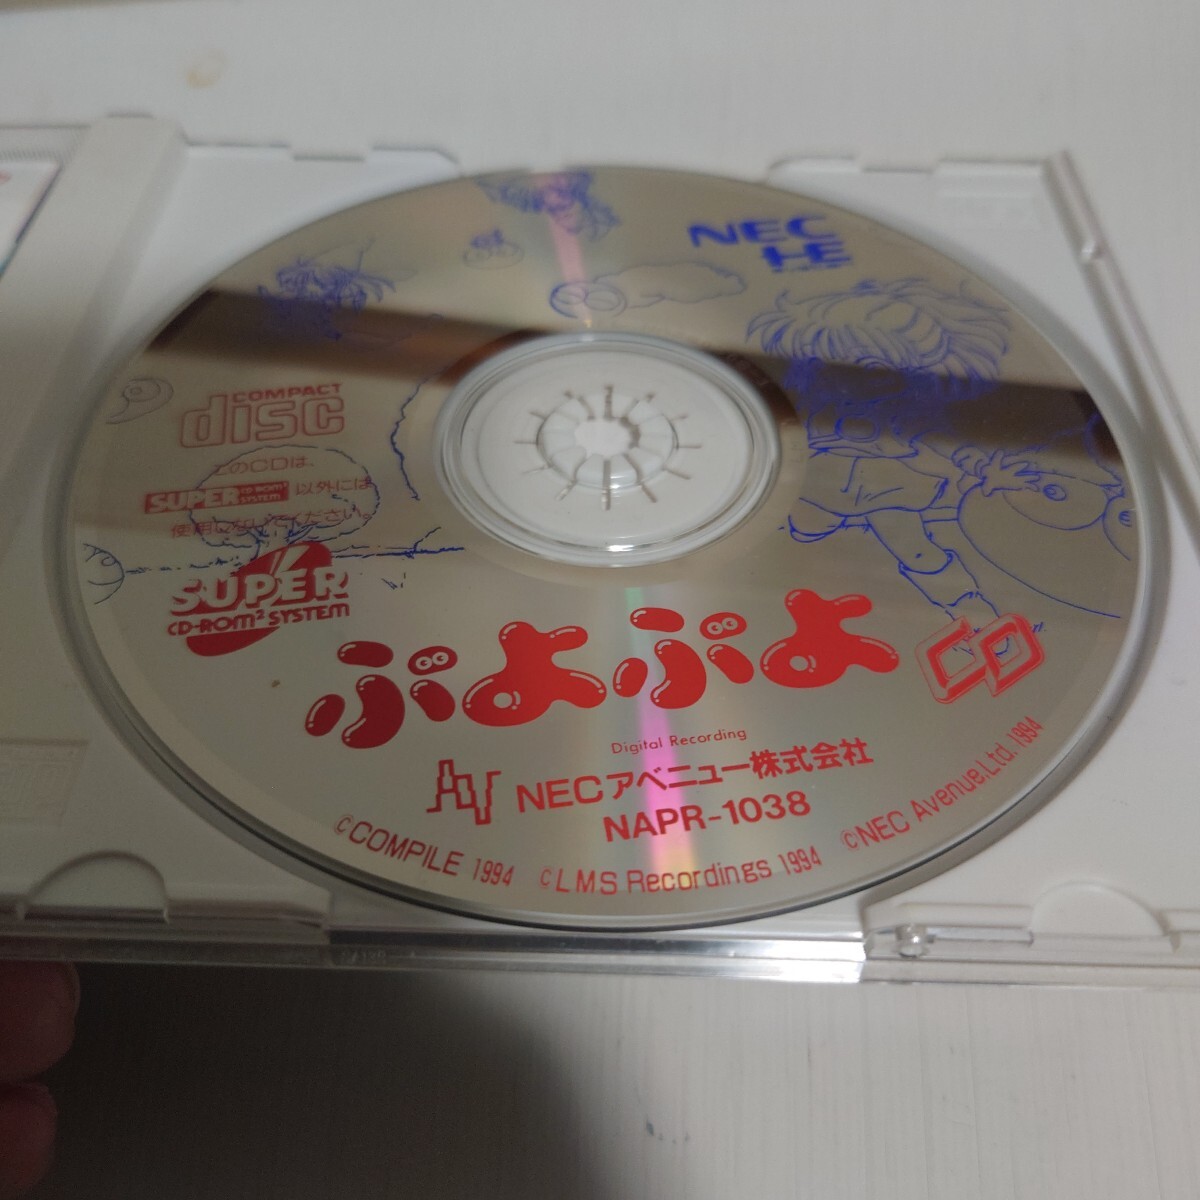 NEC
HE
COMPACT
disc
このCDは、
SUPER CD-ROM² SYSTEM 以外には
使用しないでください。
SUPER
CD-ROM² SYSTEM
ぷよぷよ CD
Digital Recording
NECアベニュー株式会社
NAPR-1038
©COMPILE 1994 ©LMS Recordings 1994 ©NEC Avenue,Ltd. 1994